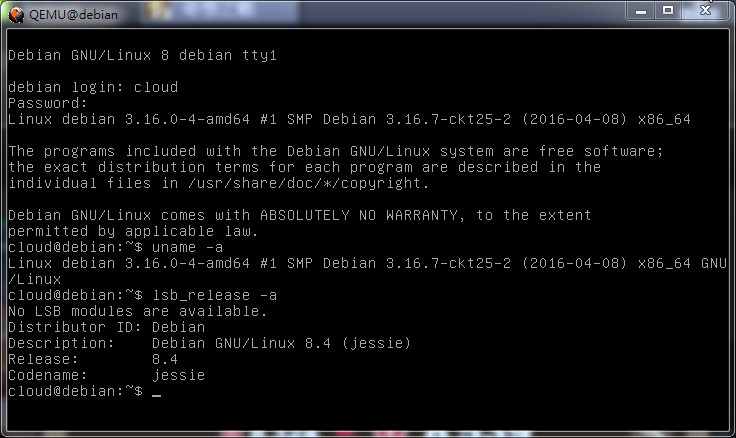 QEMU@debian
Debian GNU/Linux 8 debian tty1
debian login: cloud
Password:
Linux debian 3.16.0-4-amd64 #1 SMP Debian 3.16.7-ckt25-2 (2016-04-08) x86_64
The programs included with the Debian GNU/Linux system are free software;
the exact distribution terms for each program are described in the
individual files in /usr/share/doc/*/copyright.
Debian GNU/Linux comes with ABSOLUTELY NO WARRANTY, to the extent
permitted by applicable law.
cloud@debian:~$ uname -a
Linux debian 3.16.0-4-amd64 #1 SMP Debian 3.16.7-ckt25-2 (2016-04-08) x86_64 GNU
/Linux
cloud@debian:~$ lsb_release -a
No LSB modules are available.
Distributor ID: Debian
Description:    Debian GNU/Linux 8.4 (jessie)
Release:        8.4
Codename:       jessie
cloud@debian:~$ _